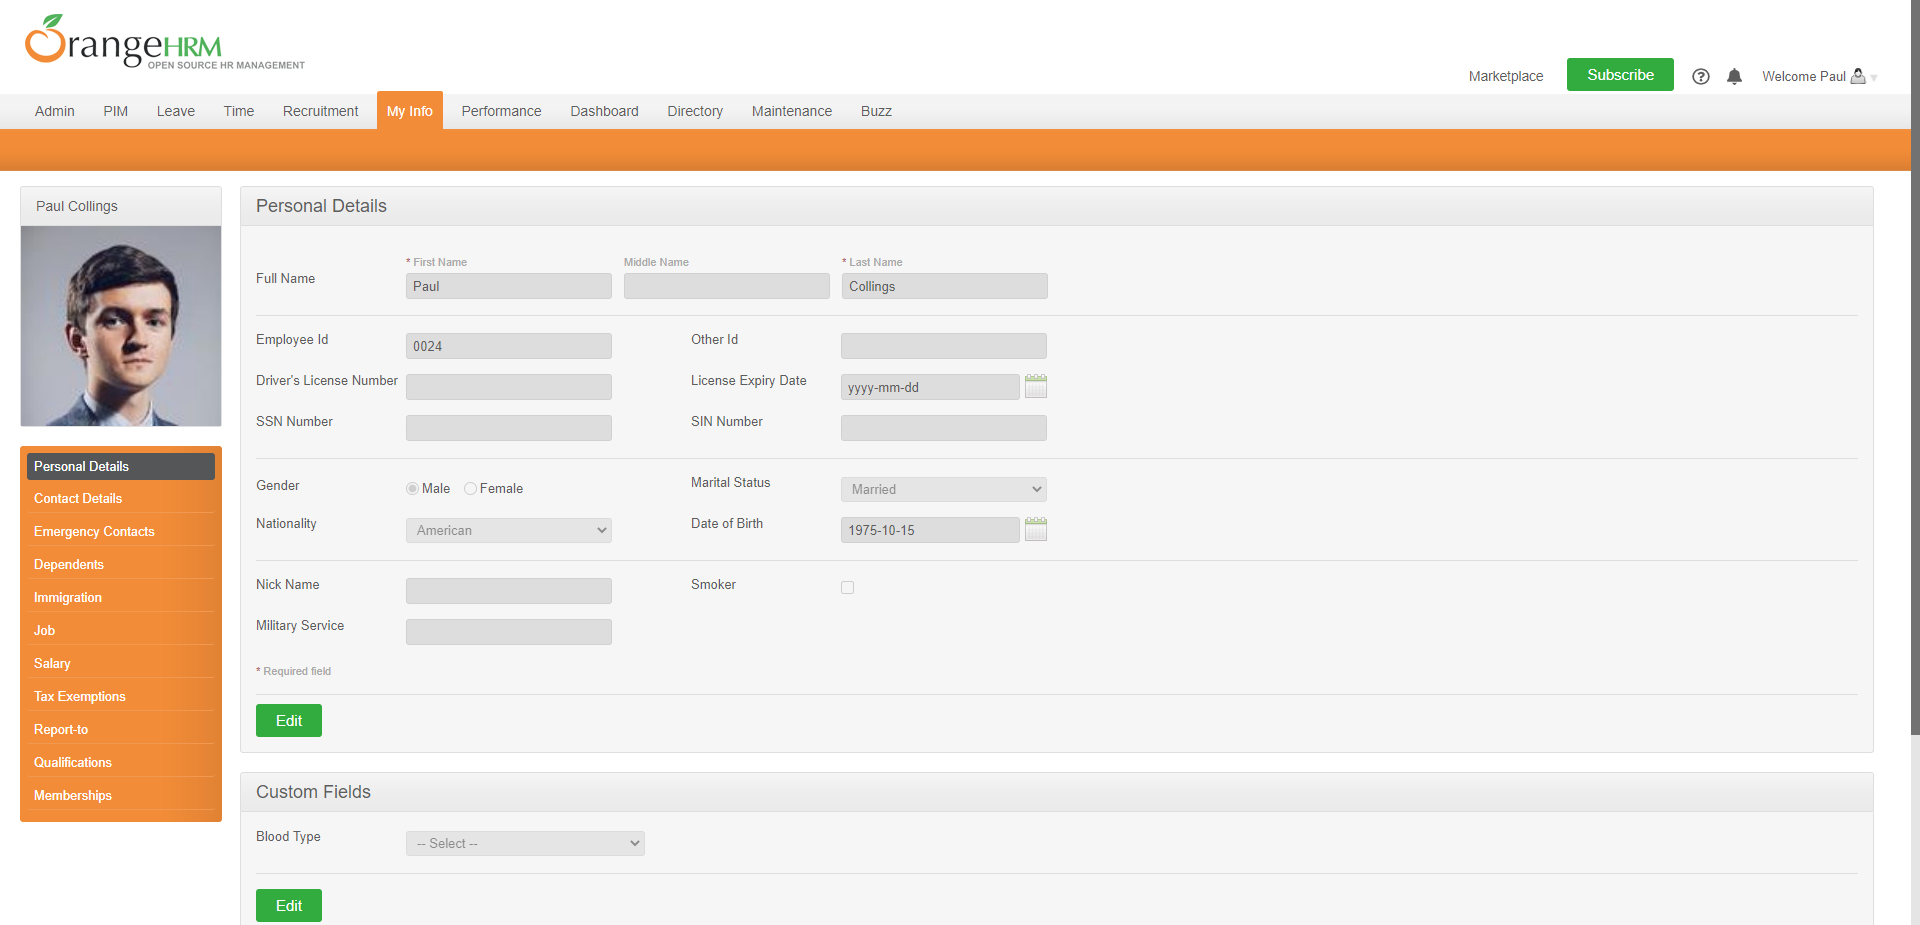 OrangeHRM
OPEN SOURCE HR MANAGEMENT
Marketplace Subscribe Welcome Paul
Admin PIM Leave Time Recruitment My Info Performance Dashboard Directory Maintenance Buzz
Paul Collings
Personal Details
Contact Details
Emergency Contacts
Dependents
Immigration
Job
Salary
Tax Exemptions
Report-to
Qualifications
Memberships
Personal Details
* First Name Middle Name * Last Name
Full Name Paul Collings
Employee Id 0024 Other Id
Driver's License Number License Expiry Date yyyy-mm-dd
SSN Number SIN Number
Gender Male Female Marital Status Married
Nationality American Date of Birth 1975-10-15
Nick Name Smoker
Military Service
* Required field
Edit
Custom Fields
Blood Type -- Select --
Edit